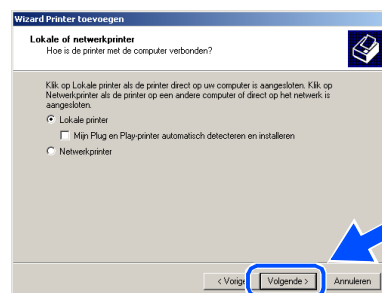 Wizard Printer toevoegen
Lokale of netwerkprinter
Hoe is de printer met de computer verbonden?
Klik op Lokale printer als de printer direct op uw computer is aangesloten. Klik op
Netwerkprinter als de printer op een andere computer of direct op het netwerk is
aangesloten.
Lokale printer
Mijn Plug en Play-printer automatisch detecteren en installeren
Netwerkprinter
< Vorige Volgende > Annuleren